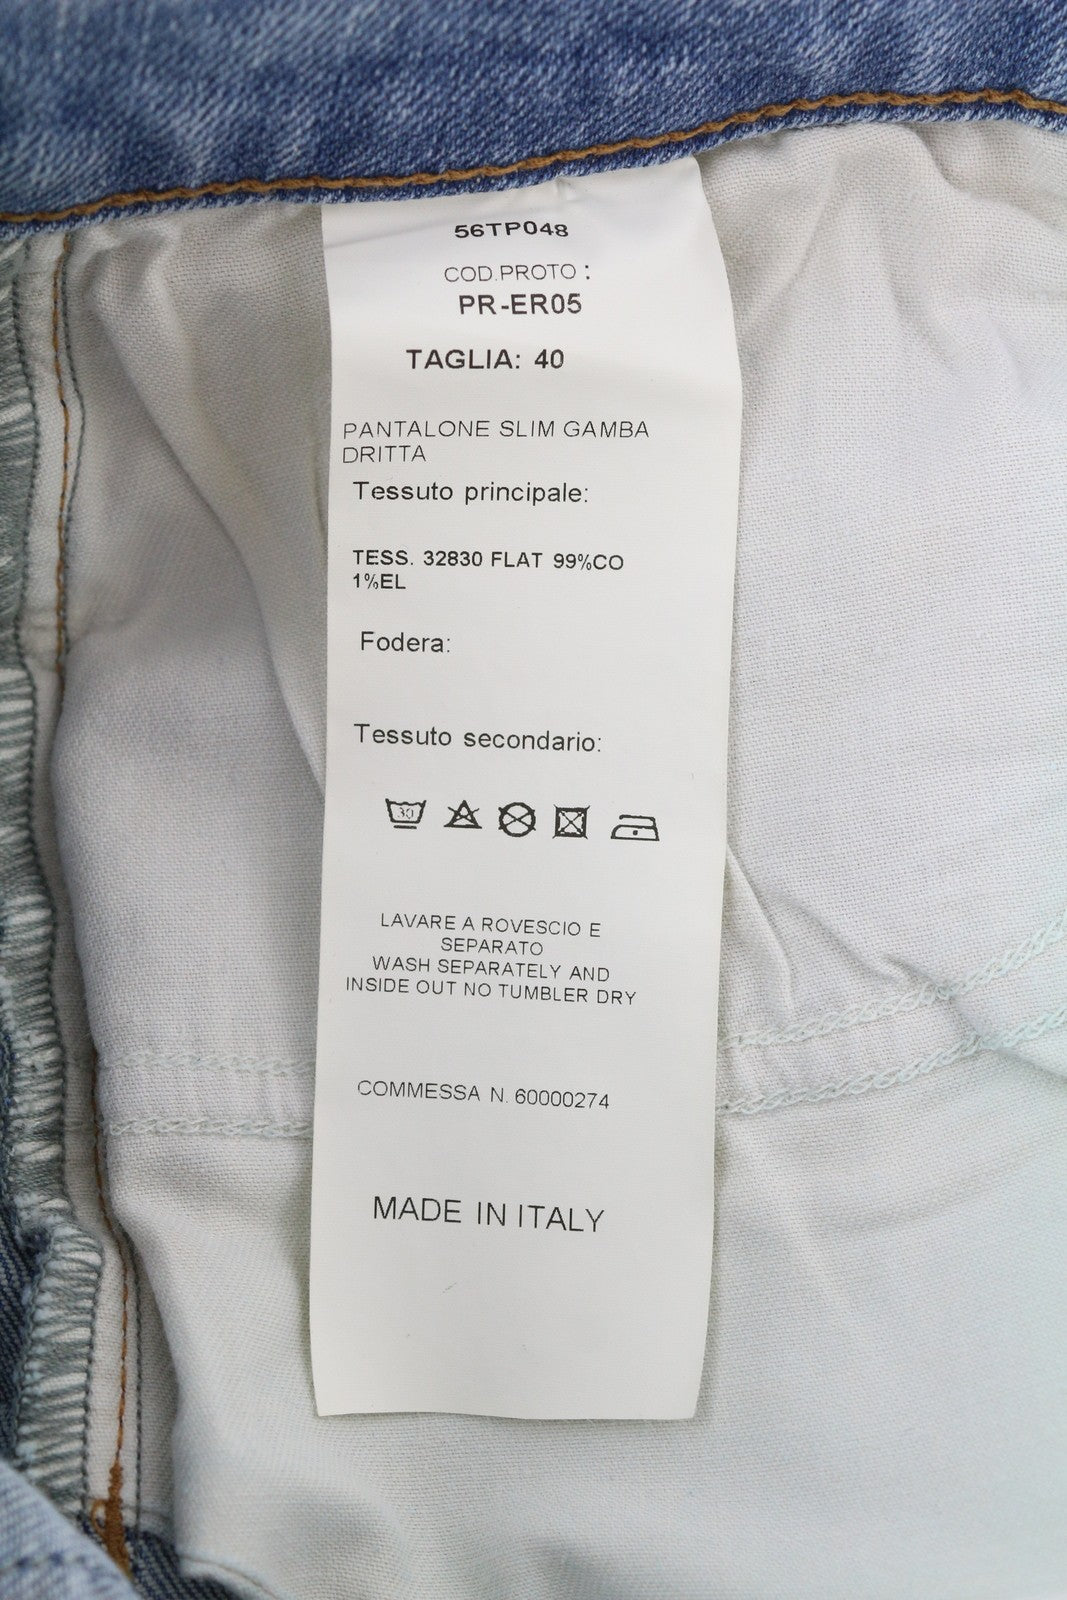 56TP048
COD.PROTO :
PR-ER05
TAGLIA: 40
PANTALONE SLIM GAMBA
DRITTA
Tessuto principale:
TESS. 32830 FLAT 99%CO
1%EL
Fodera:
Tessuto secondario:
30
LAVARE A ROVESCIO E
SEPARATO
WASH SEPARATELY AND
INSIDE OUT NO TUMBLER DRY
COMMESSA N. 60000274
MADE IN ITALY